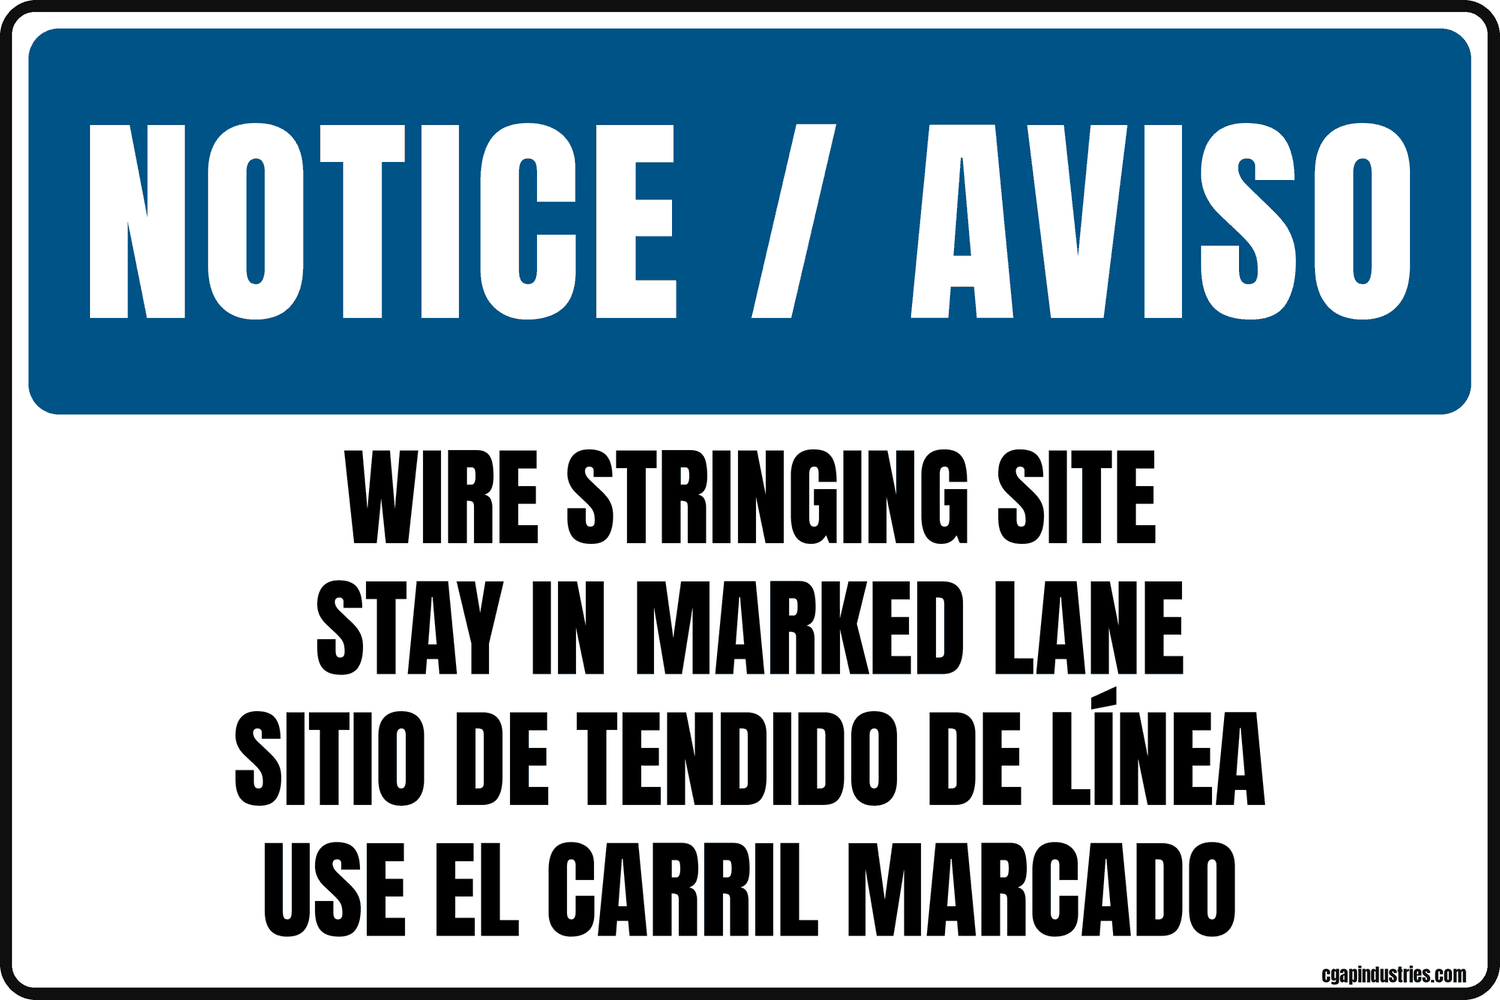 NOTICE / AVISO
WIRE STRINGING SITE
STAY IN MARKED LANE
SITIO DE TENDIDO DE LÍNEA
USE EL CARRIL MARCADO
cgapindustries.com